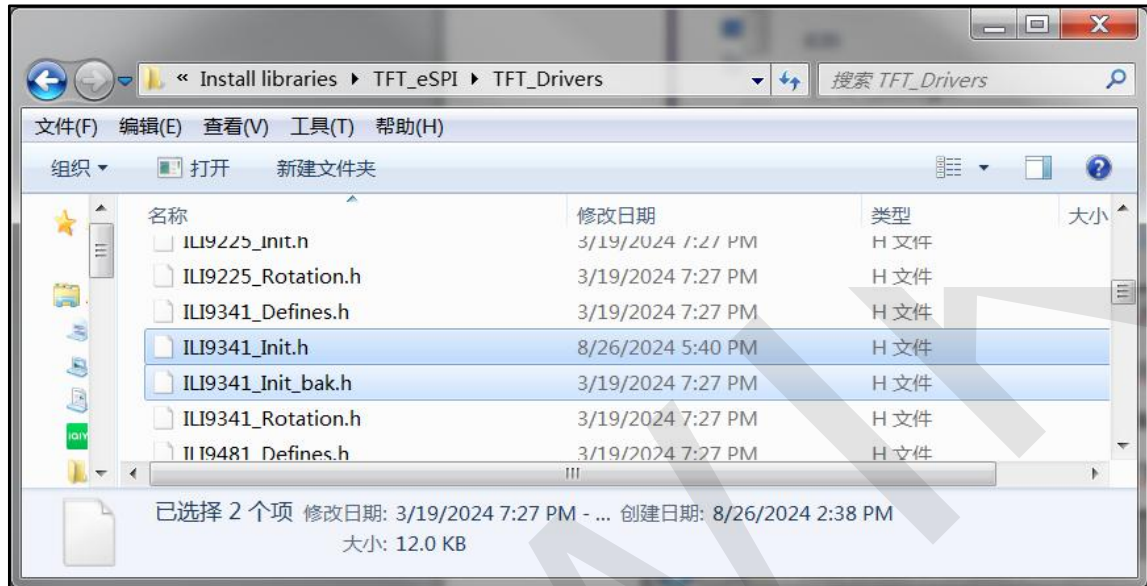 « Install libraries ▸ TFT_eSPI ▸ TFT_Drivers 搜索 TFT_Drivers
文件(F) 编辑(E) 查看(V) 工具(T) 帮助(H)
组织 打开 新建文件夹
名称 修改日期 类型 大小
ILI9225_Init.h 3/19/2024 7:27 PM H 文件
ILI9225_Rotation.h 3/19/2024 7:27 PM H 文件
ILI9341_Defines.h 3/19/2024 7:27 PM H 文件
ILI9341_Init.h 8/26/2024 5:40 PM H 文件
ILI9341_Init_bak.h 3/19/2024 7:27 PM H 文件
ILI9341_Rotation.h 3/19/2024 7:27 PM H 文件
ILI9481_Defines.h 3/19/2024 7:27 PM H 文件
已选择 2 个项 修改日期: 3/19/2024 7:27 PM - ... 创建日期: 8/26/2024 2:38 PM
大小: 12.0 KB